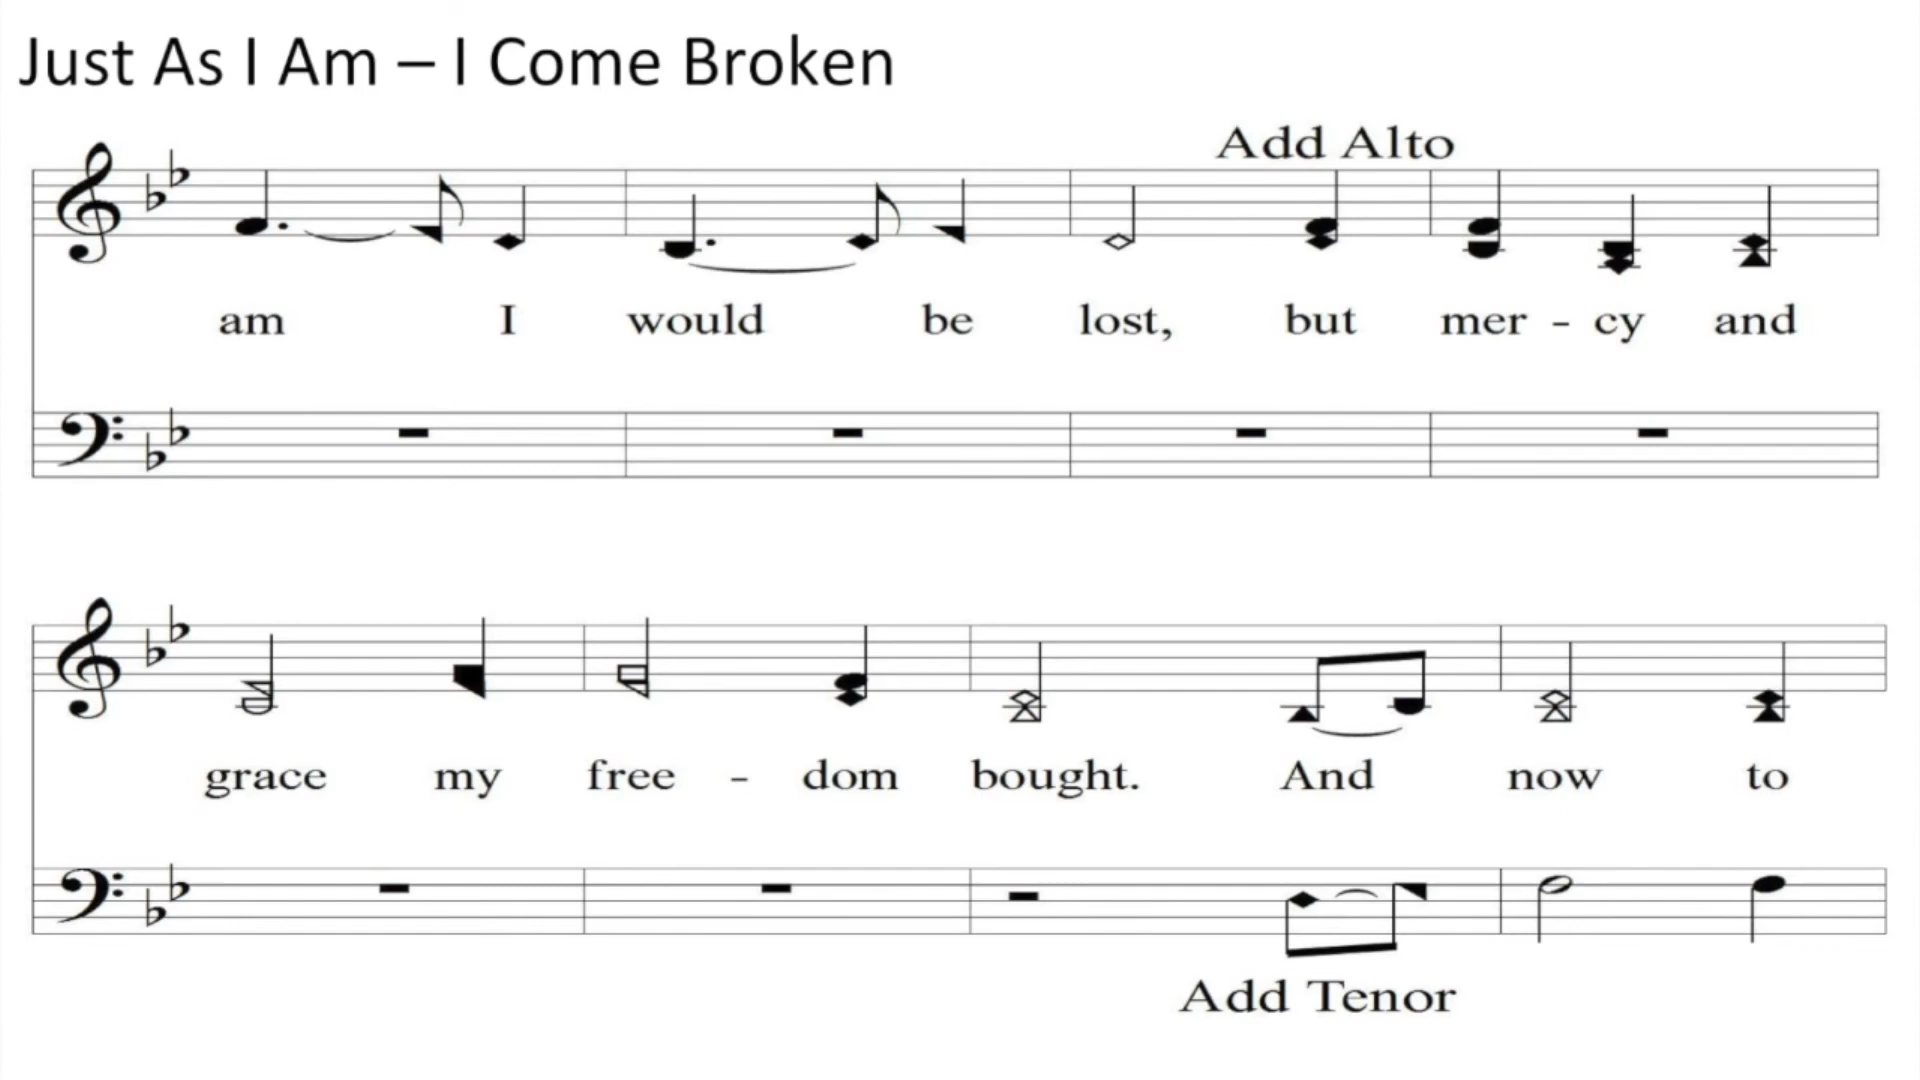 Just As I Am – I Come Broken
Add Alto
am I would be lost, but mer - cy and
grace my free - dom bought. And now to
Add Tenor